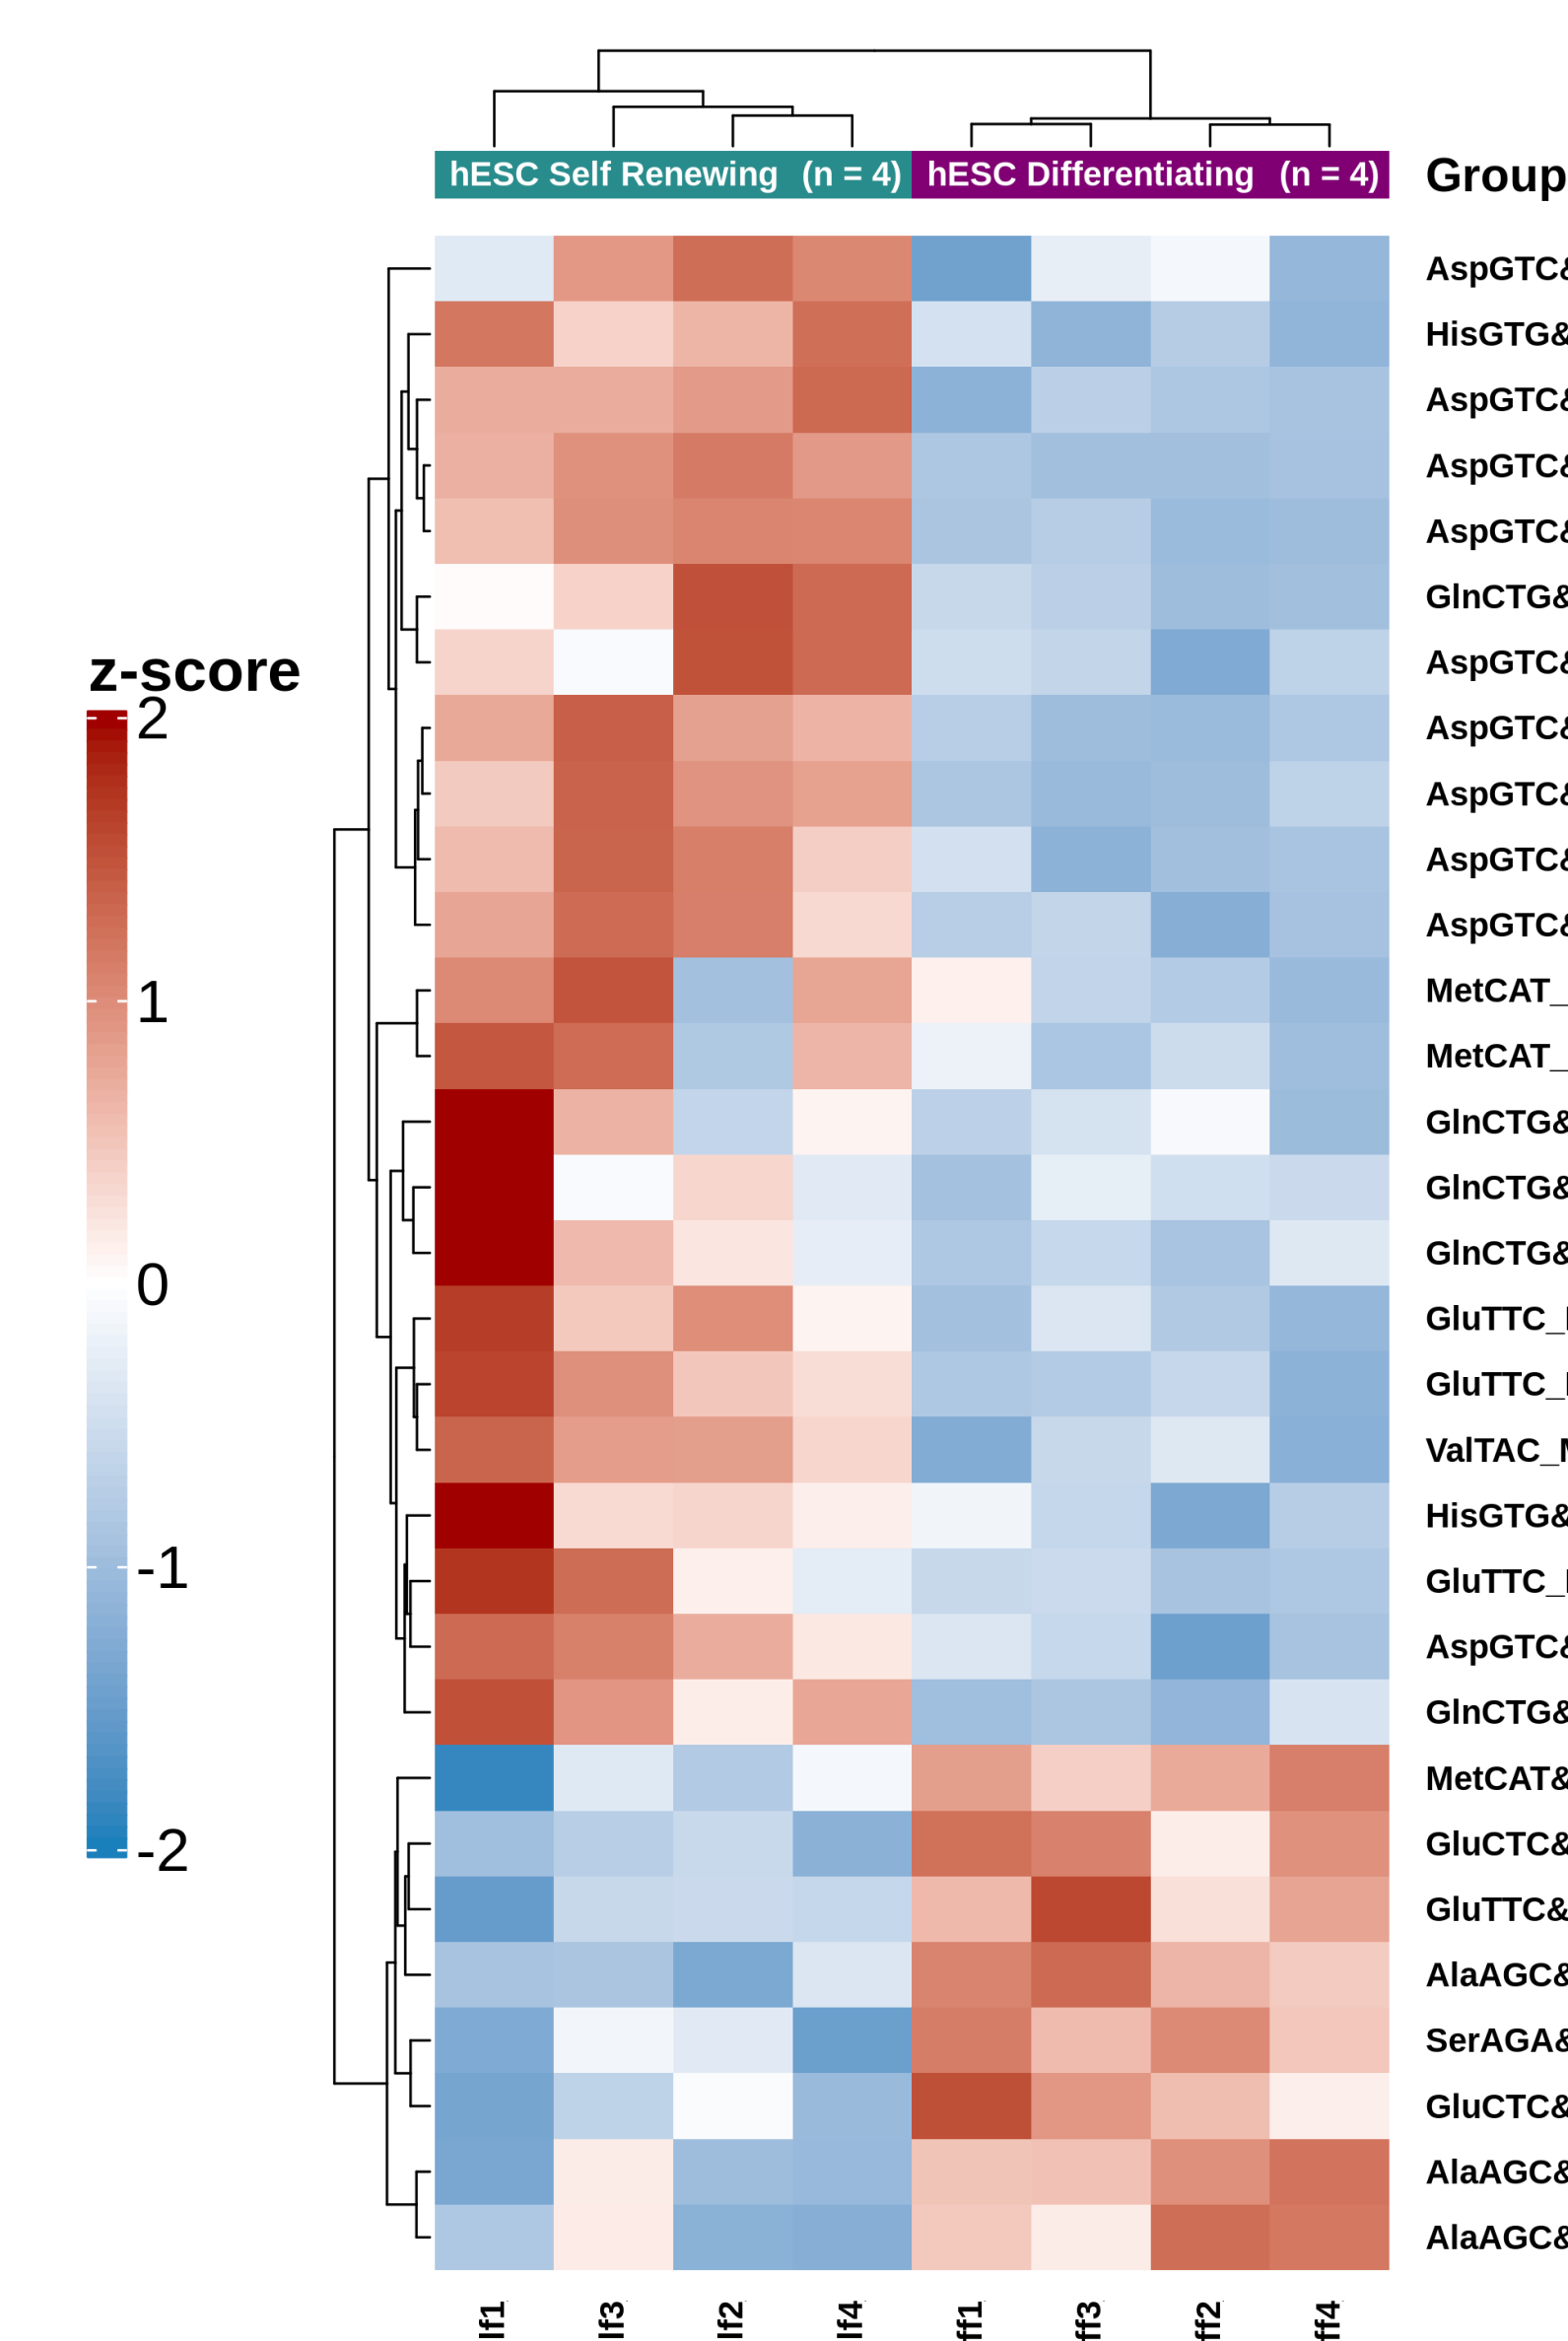 hESC Self Renewing (n = 4) hESC Differentiating (n = 4) Group
AspGTC&
HisGTG&
AspGTC&
AspGTC&
AspGTC&
GlnCTG&
AspGTC&
z-score
2
1
0
-1
-2
AspGTC&
AspGTC&
AspGTC&
AspGTC&
MetCAT_
MetCAT_
GlnCTG&
GlnCTG&
GlnCTG&
GluTTC_
GluTTC_
ValTAC_
HisGTG&
GluTTC_
AspGTC&
GlnCTG&
MetCAT&
GluCTC&
GluTTC&
AlaAGC&
SerAGA&
GluCTC&
AlaAGC&
AlaAGC&
lf1 lf3 lf2 lf4 ff1 ff3 ff2 ff4